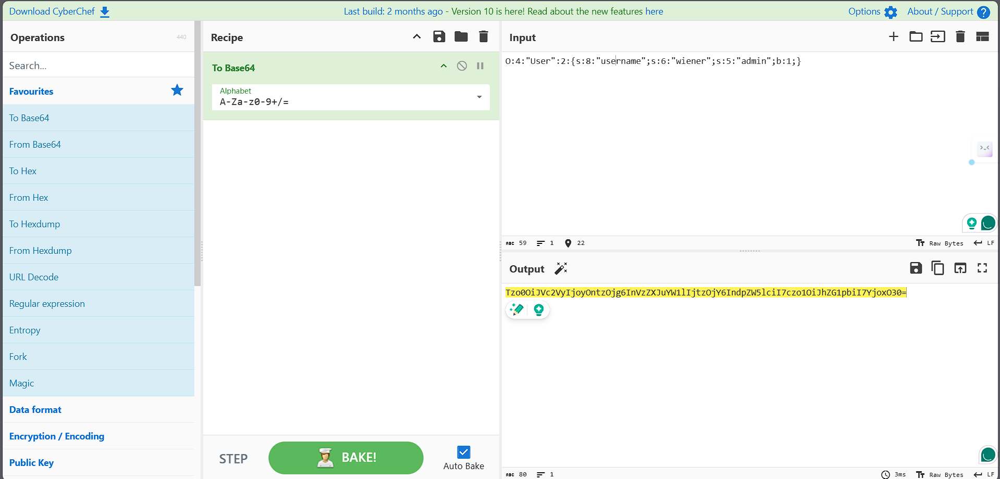 Download CyberChef
Last build: 2 months ago - Version 10 is here! Read about the new features here
Options
About / Support
Operations
440
Search...
Favourites
To Base64
From Base64
To Hex
From Hex
To Hexdump
From Hexdump
URL Decode
Regular expression
Entropy
Fork
Magic
Data format
Encryption / Encoding
Public Key
Recipe
To Base64
Alphabet
A-Za-z0-9+/=
STEP
BAKE!
Auto Bake
Input
O:4:"User":2:{s:8:"username";s:6:"wiener";s:5:"admin";b:1;}
ABC 59
1
22
Raw Bytes
LF
Output
Tzo0OiJVc2VyIjoyOntzOjg6InVzZXJuYW1lIjtzOjY6IndpZW5lciI7czo1OiJhZG1pbiI7YjoxO30=
ABC 80
1
3ms
Raw Bytes
LF